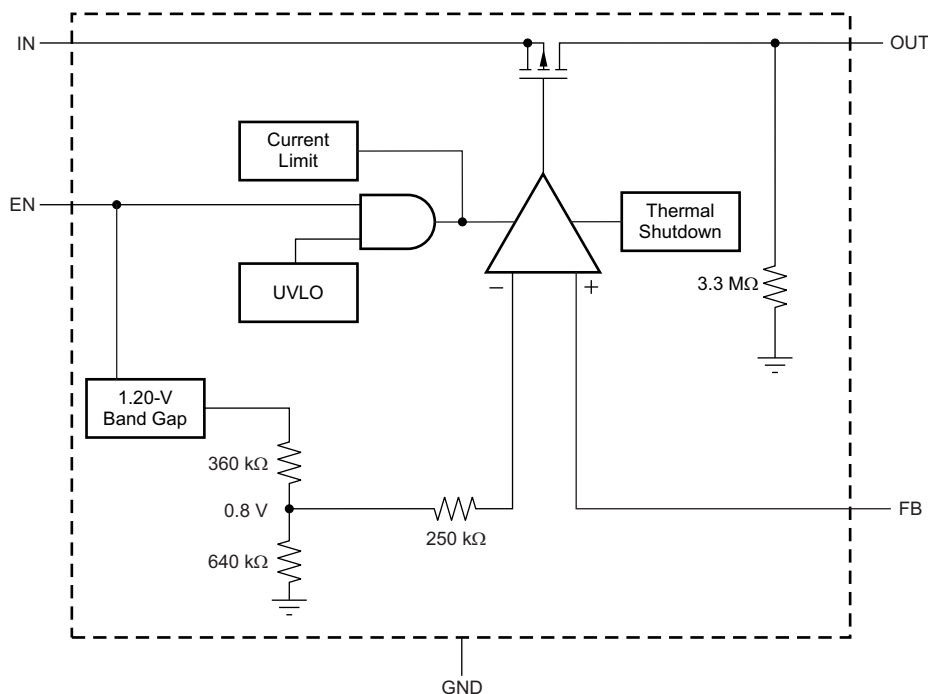 IN
OUT
Current
Limit
EN
Thermal
Shutdown
UVLO
−
+
3.3 MΩ
1.20-V
Band Gap
360 kΩ
0.8 V
FB
250 kΩ
640 kΩ
GND